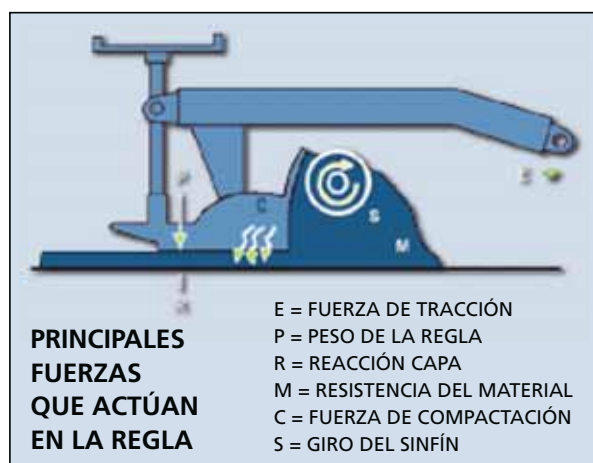 P
C
S
M
E
R
PRINCIPALES
FUERZAS
QUE ACTÚAN
EN LA REGLA
E = FUERZA DE TRACCIÓN
P = PESO DE LA REGLA
R = REACCIÓN CAPA
M = RESISTENCIA DEL MATERIAL
C = FUERZA DE COMPACTACIÓN
S = GIRO DEL SINFÍN